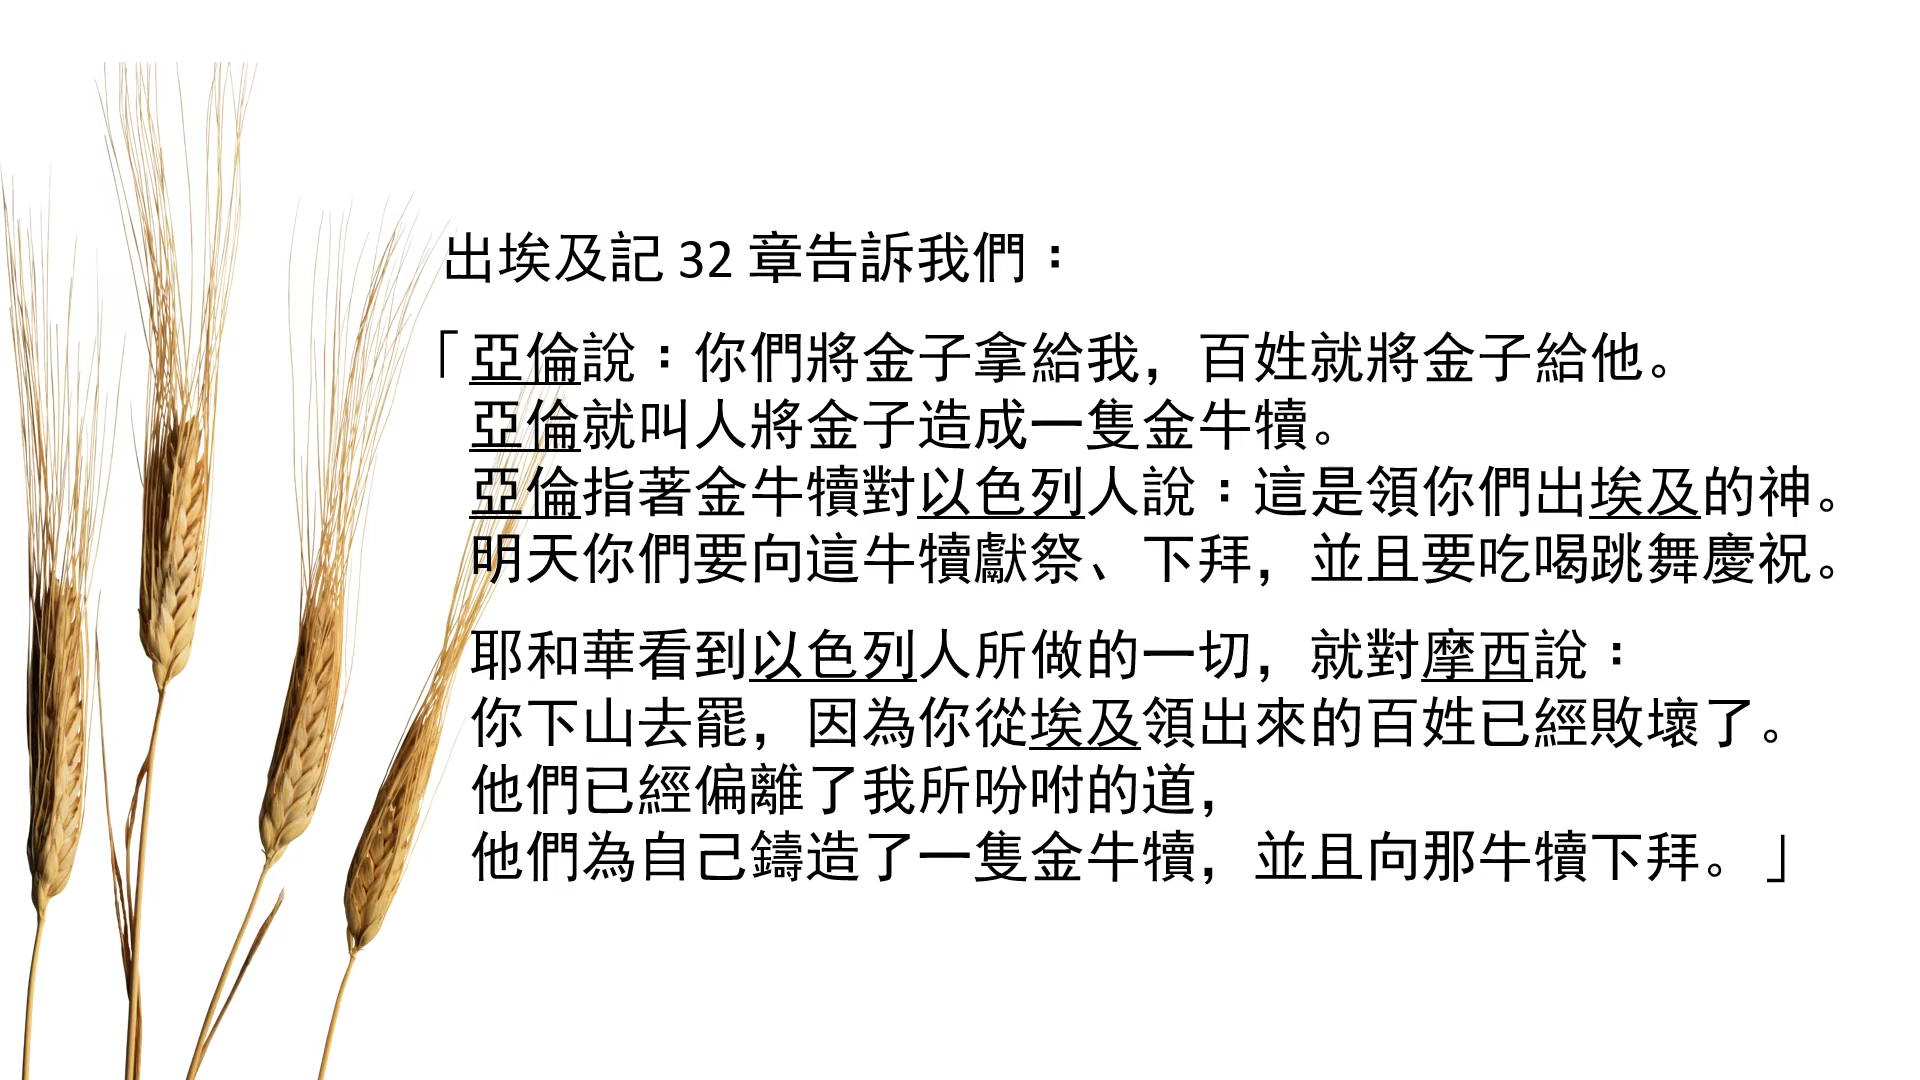 出埃及記 32 章告訴我們：
「亞倫說：你們將金子拿給我，百姓就將金子給他。
亞倫就叫人將金子造成一隻金牛犢。
亞倫指著金牛犢對以色列人說：這是領你們出埃及的神。
明天你們要向這牛犢獻祭、下拜，並且要吃喝跳舞慶祝。
耶和華看到以色列人所做的一切，就對摩西說：
你下山去罷，因為你從埃及領出來的百姓已經敗壞了。
他們已經偏離了我所吩咐的道，
他們為自己鑄造了一隻金牛犢，並且向那牛犢下拜。」